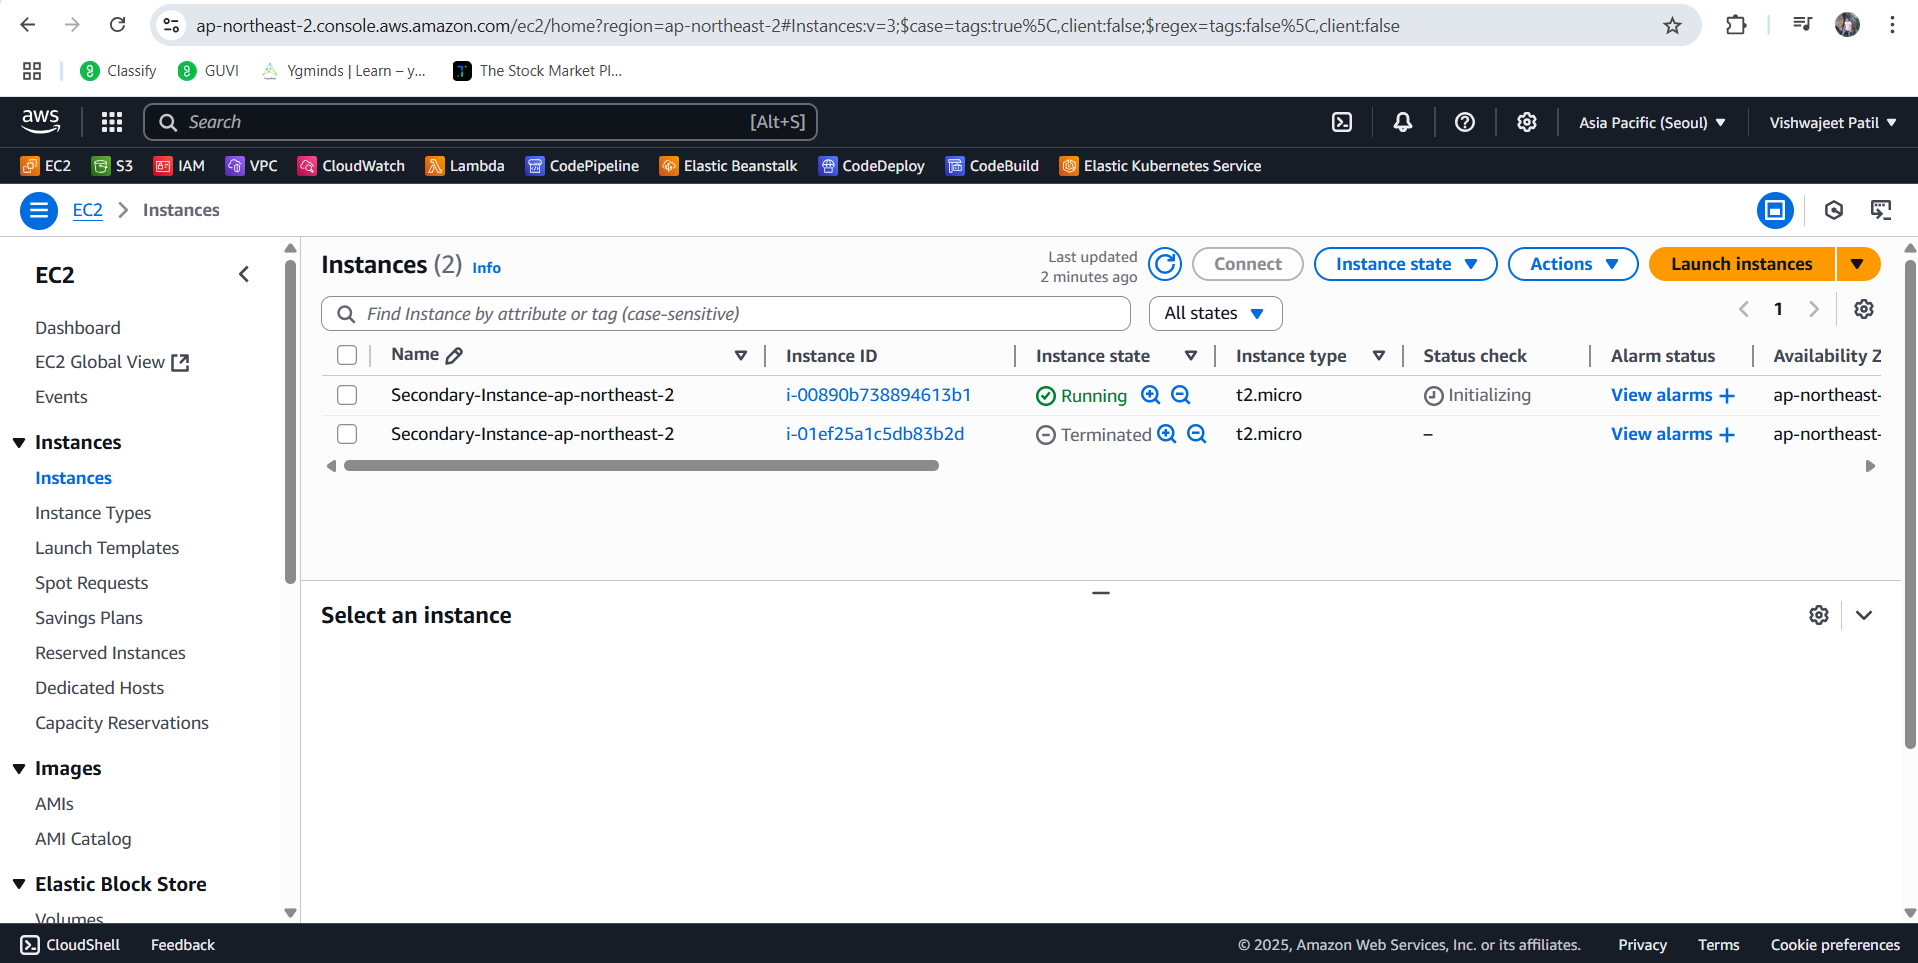 ap-northeast-2.console.aws.amazon.com/ec2/home?region=ap-northeast-2#Instances:v=3;$case=tags:true%5C,client:false;$regex=tags:false%5C,client:false
Classify GUVI Ygminds | Learn – y... The Stock Market Pl...
aws Search [Alt+S] Asia Pacific (Seoul) Vishwajeet Patil
EC2 S3 IAM VPC CloudWatch Lambda CodePipeline Elastic Beanstalk CodeDeploy CodeBuild Elastic Kubernetes Service
EC2 Instances
EC2
Dashboard
EC2 Global View
Events
Instances
Instances
Instance Types
Launch Templates
Spot Requests
Savings Plans
Reserved Instances
Dedicated Hosts
Capacity Reservations
Images
AMIs
AMI Catalog
Elastic Block Store
Volumes
Instances (2) Info
Last updated
2 minutes ago
Connect Instance state Actions Launch instances
Find Instance by attribute or tag (case-sensitive) All states 1
Name Instance ID Instance state Instance type Status check Alarm status Availability Z
Secondary-Instance-ap-northeast-2 i-00890b738894613b1 Running t2.micro Initializing View alarms + ap-northeast-
Secondary-Instance-ap-northeast-2 i-01ef25a1c5db83b2d Terminated t2.micro – View alarms + ap-northeast-
Select an instance
CloudShell Feedback © 2025, Amazon Web Services, Inc. or its affiliates. Privacy Terms Cookie preferences